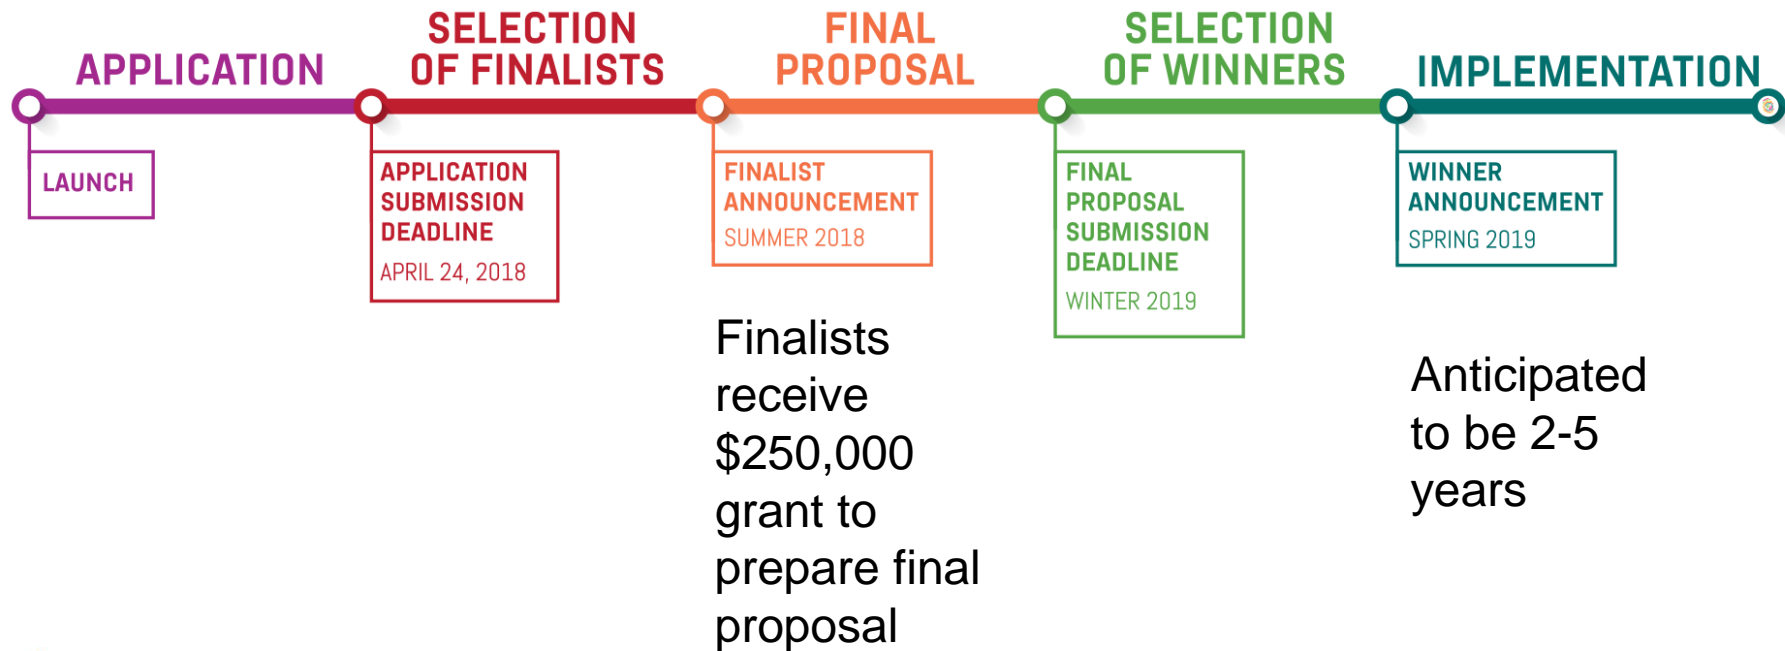 APPLICATION
SELECTION
OF FINALISTS
FINAL
PROPOSAL
SELECTION
OF WINNERS
IMPLEMENTATION
LAUNCH
APPLICATION
SUBMISSION
DEADLINE
APRIL 24, 2018
FINALIST
ANNOUNCEMENT
SUMMER 2018
FINAL
PROPOSAL
SUBMISSION
DEADLINE
WINTER 2019
WINNER
ANNOUNCEMENT
SPRING 2019
Finalists
receive
$250,000
grant to
prepare final
proposal
Anticipated
to be 2-5
years